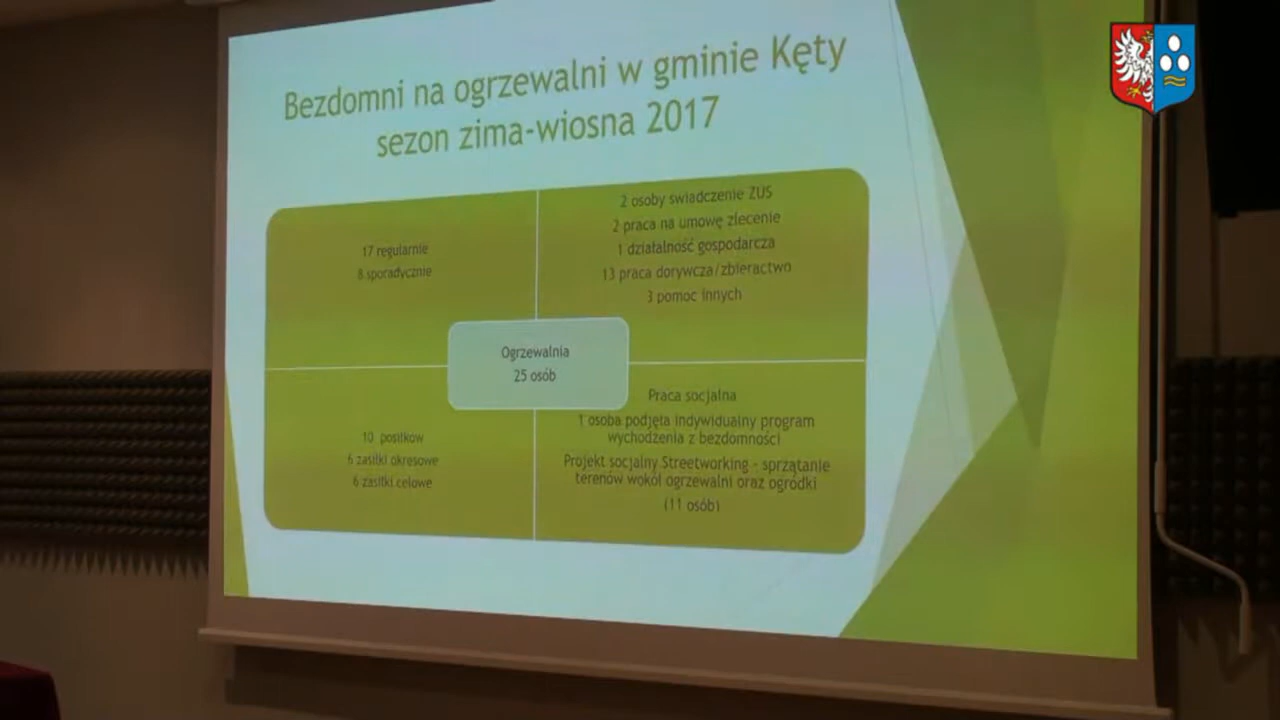 Bezdomni na ogrzewalni w gminie Kęty
sezon zima-wiosna 2017
17 regularnie
8 sporadycznie
2 osoby świadczenie ZUS
2 praca na umowę zlecenie
1 działalność gospodarcza
13 praca dorywcza/zbieractwo
3 pomoc innych
Ogrzewalnia
25 osób
10 posiłków
6 zasiłki okresowe
6 zasiłki celowe
Praca socjalna
1 osoba podjęła indywidualny program
wychodzenia z bezdomności
Projekt socjalny Streetworking - sprzątanie
terenów wokół ogrzewalni oraz ogródki
(11 osób)